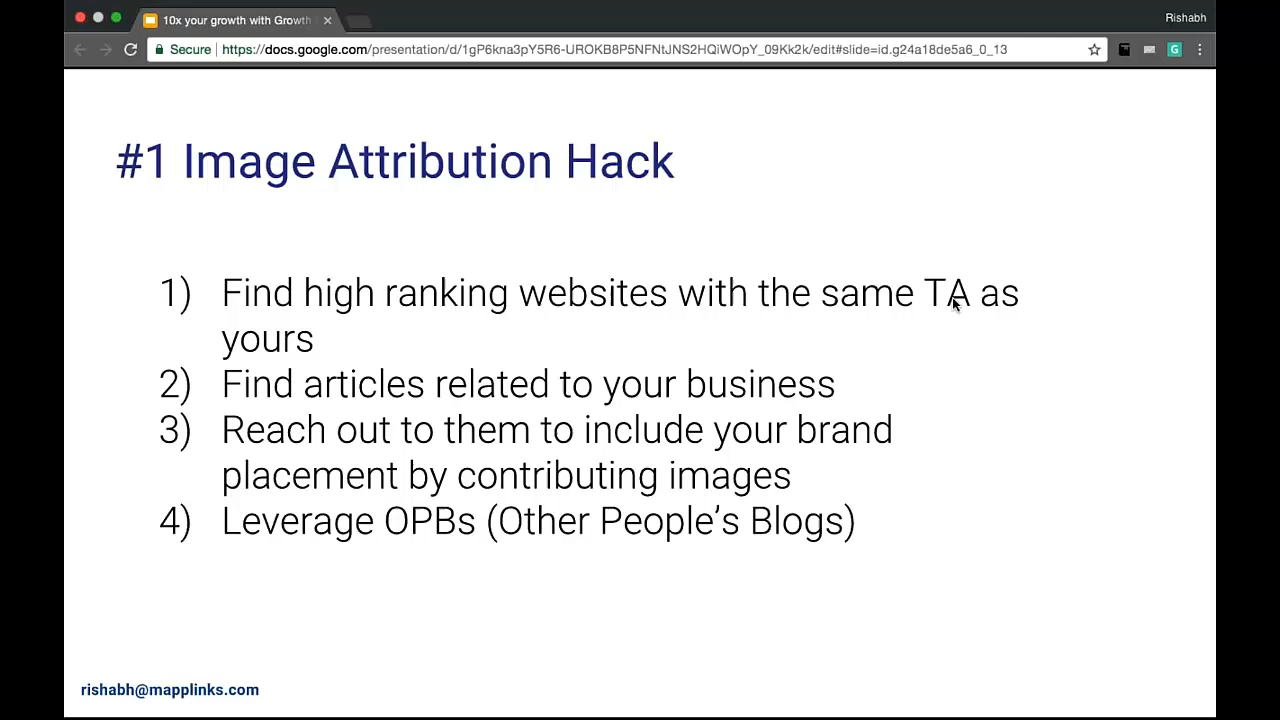 10x your growth with Growth
Rishabh
Secure
https://docs.google.com/presentation/d/1gP6kna3pY5R6-UROKB8P5NFNtJNS2HQiWOpY_09Kk2k/edit#slide=id.g24a18de5a6_0_13
G
#1 Image Attribution Hack
1) Find high ranking websites with the same TA as
yours
2) Find articles related to your business
3) Reach out to them to include your brand
placement by contributing images
4) Leverage OPBs (Other People’s Blogs)
rishabh@mapplinks.com